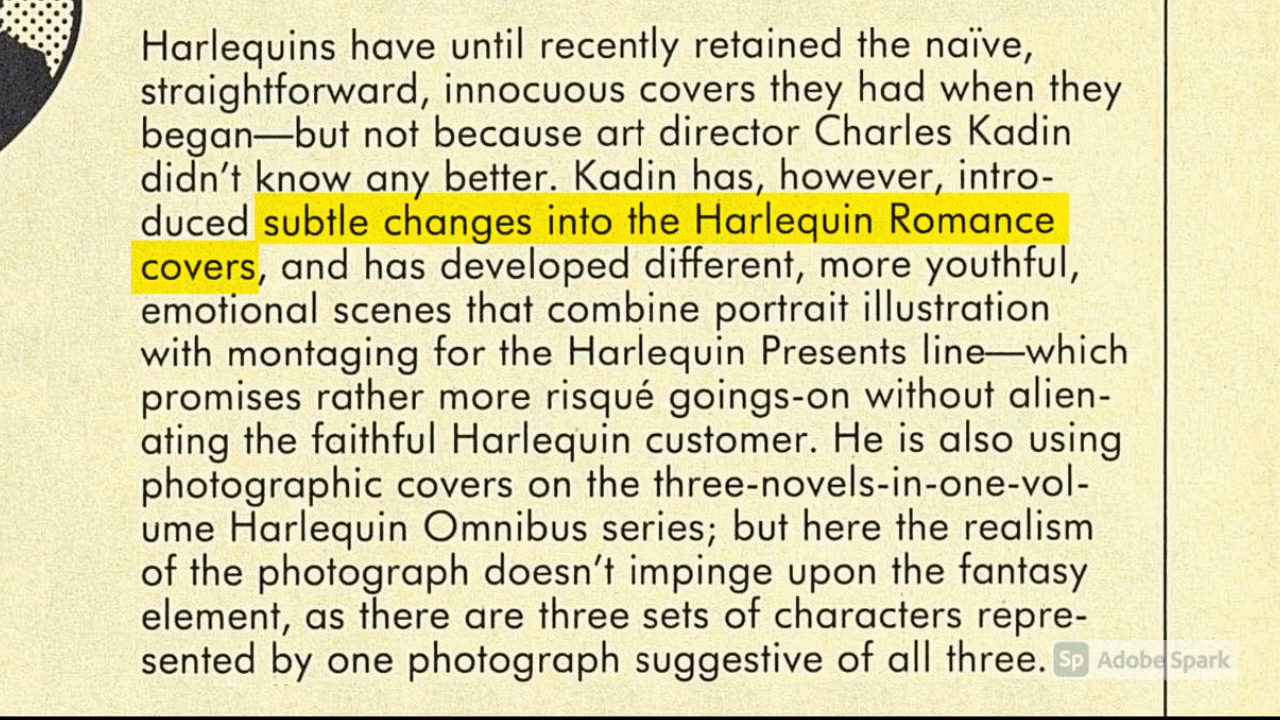 Harlequins have until recently retained the naïve,
straightforward, innocuous covers they had when they
began—but not because art director Charles Kadin
didn't know any better. Kadin has, however, intro-
duced subtle changes into the Harlequin Romance
covers, and has developed different, more youthful,
emotional scenes that combine portrait illustration
with montaging for the Harlequin Presents line—which
promises rather more risqué goings-on without alien-
ating the faithful Harlequin customer. He is also using
photographic covers on the three-novels-in-one-vol-
ume Harlequin Omnibus series; but here the realism
of the photograph doesn't impinge upon the fantasy
element, as there are three sets of characters repre-
sented by one photograph suggestive of all three.
Sp Adobe Spark